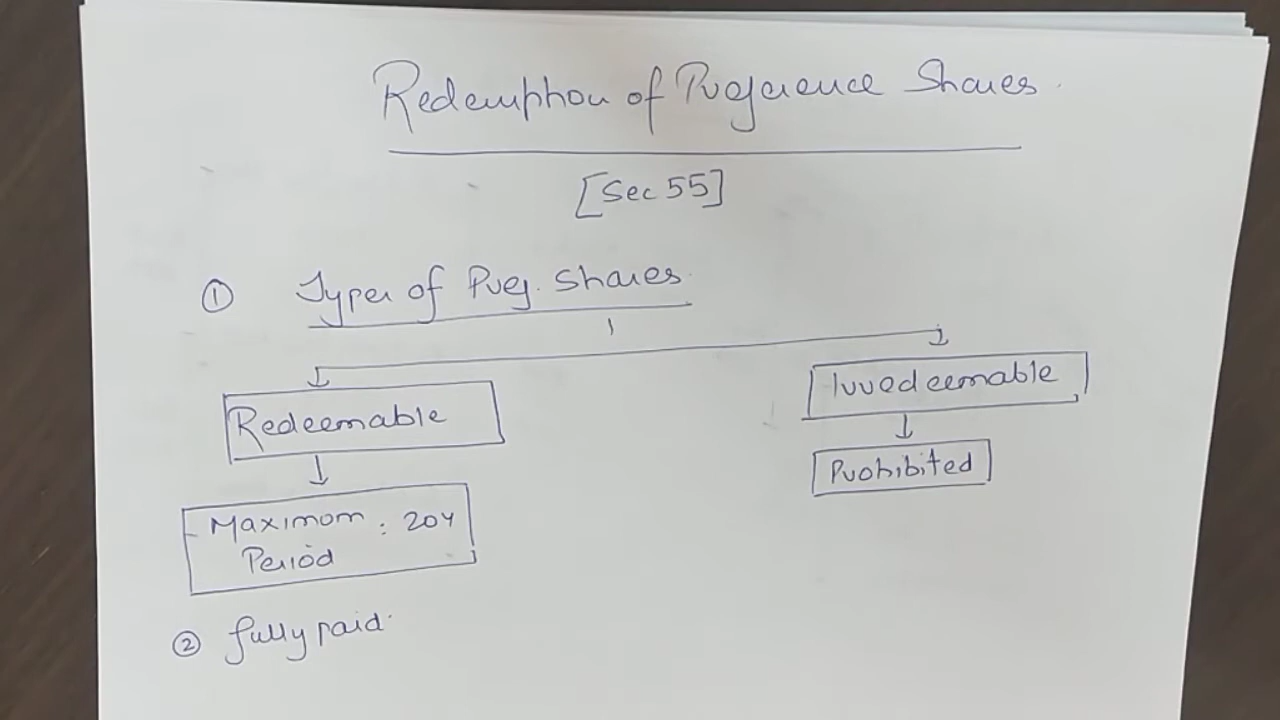 Redemption of Preference Shares.
[Sec 55]
① Types of Pref. Shares.
Redeemable
Irredeemable
Prohibited
Maximum : 20Y
Period
② fully paid.